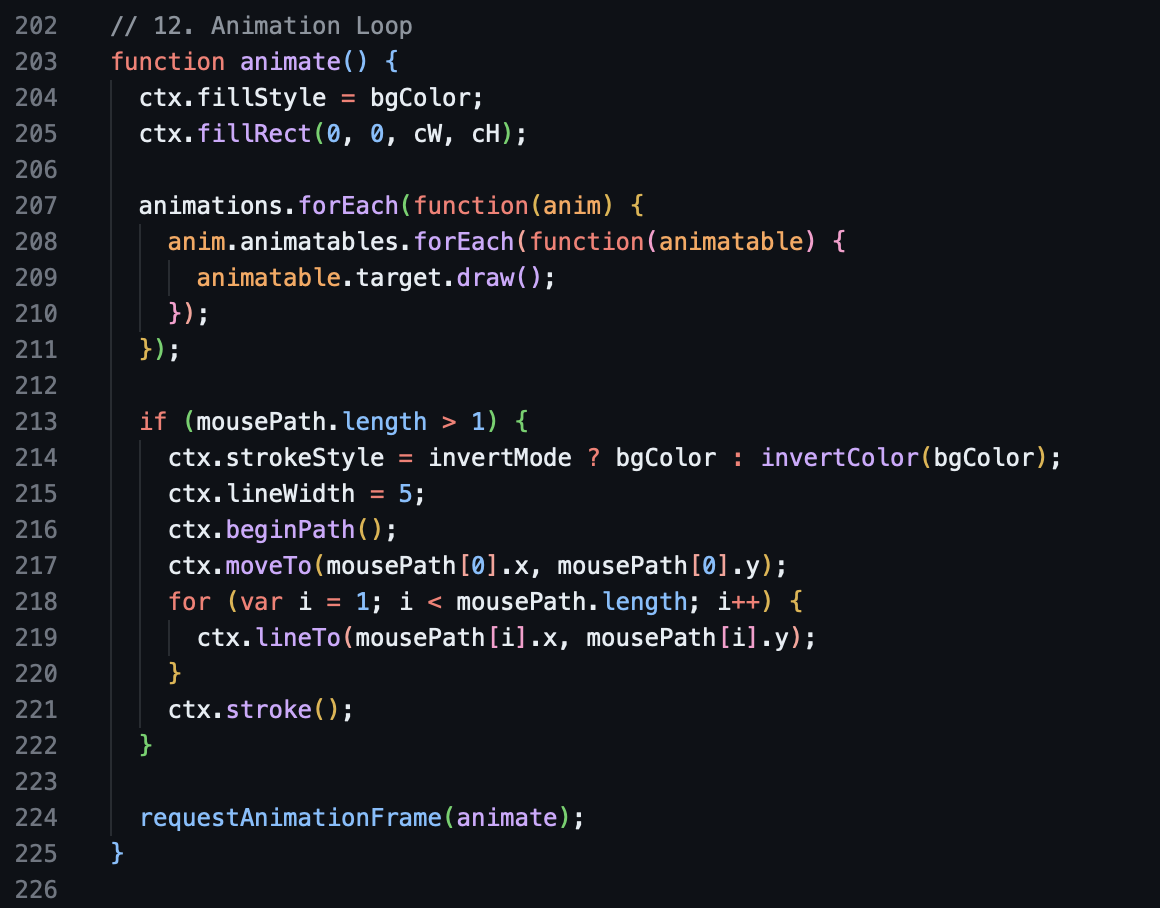 202 // 12. Animation Loop
203 function animate() {
204 ctx.fillStyle = bgColor;
205 ctx.fillRect(0, 0, cW, cH);
206
207 animations.forEach(function(anim) {
208 anim.animatables.forEach(function(animatable) {
209 animatable.target.draw();
210 });
211 });
212
213 if (mousePath.length > 1) {
214 ctx.strokeStyle = invertMode ? bgColor : invertColor(bgColor);
215 ctx.lineWidth = 5;
216 ctx.beginPath();
217 ctx.moveTo(mousePath[0].x, mousePath[0].y);
218 for (var i = 1; i < mousePath.length; i++) {
219 ctx.lineTo(mousePath[i].x, mousePath[i].y);
220 }
221 ctx.stroke();
222 }
223
224 requestAnimationFrame(animate);
225 }
226